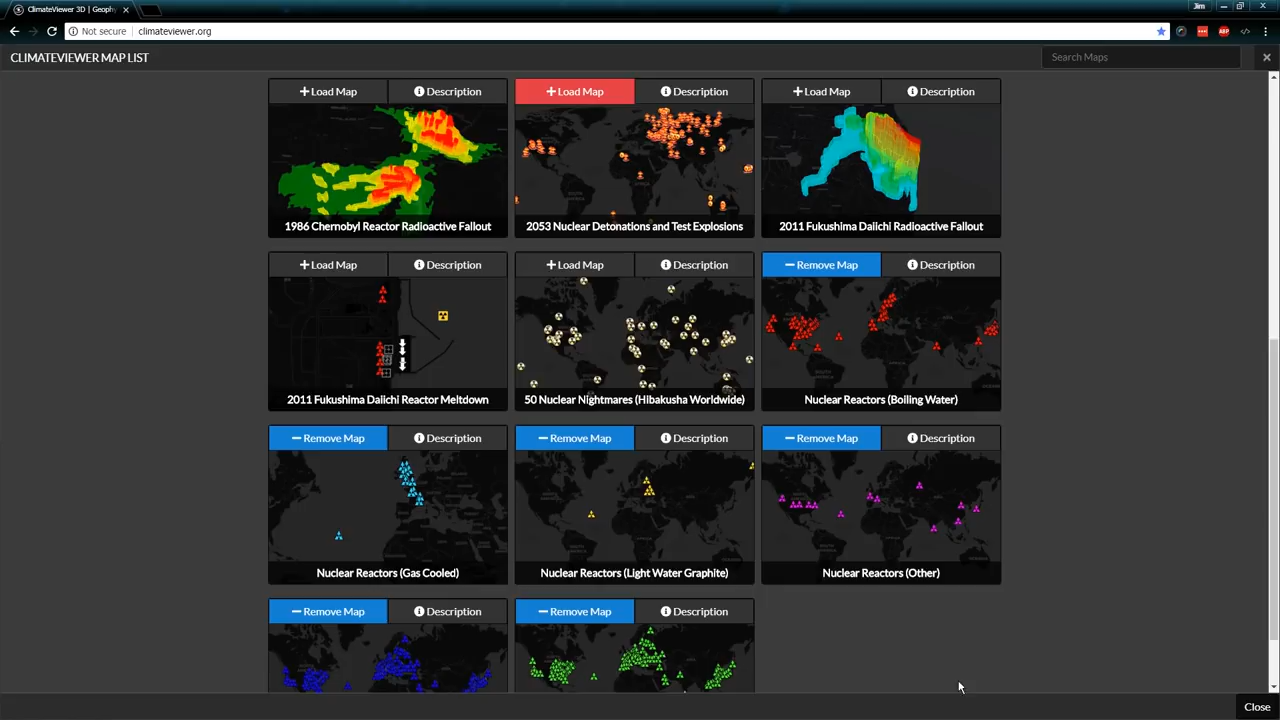 ClimateViewer 3D | Geoph
Jim
Not secure | climateviewer.org
ABP
CLIMATEVIEWER MAP LIST
Search Maps
Load Map
Description
Load Map
Description
Load Map
Description
1986 Chernobyl Reactor Radioactive Fallout
2053 Nuclear Detonations and Test Explosions
2011 Fukushima Daiichi Radioactive Fallout
Load Map
Description
Load Map
Description
Remove Map
Description
2011 Fukushima Daiichi Reactor Meltdown
50 Nuclear Nightmares (Hibakusha Worldwide)
Nuclear Reactors (Boiling Water)
Remove Map
Description
Remove Map
Description
Remove Map
Description
Nuclear Reactors (Gas Cooled)
Nuclear Reactors (Light Water Graphite)
Nuclear Reactors (Other)
Remove Map
Description
Remove Map
Description
Close